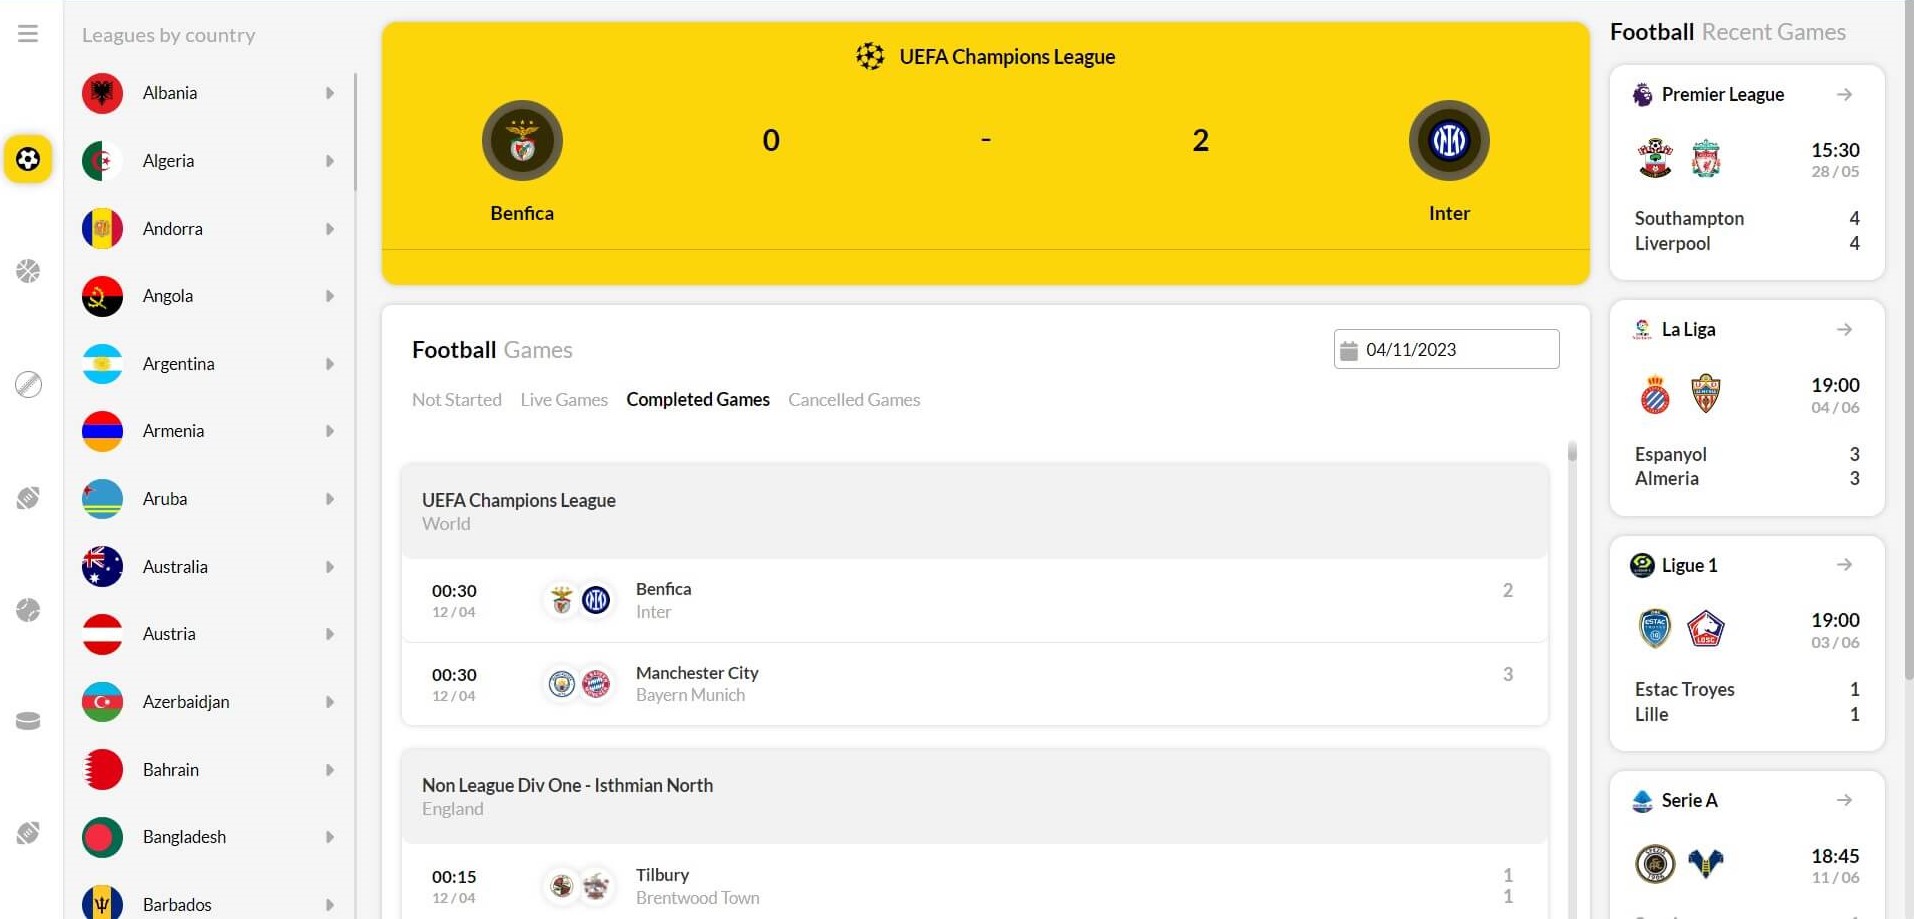 Leagues by country
Albania
Algeria
Andorra
Angola
Argentina
Armenia
Aruba
Australia
Austria
Azerbaidjan
Bahrain
Bangladesh
Barbados
UEFA Champions League
0 - 2
Benfica Inter
Football Games
04/11/2023
Not Started Live Games Completed Games Cancelled Games
UEFA Champions League
World
00:30 Benfica 2
12 / 04 Inter
00:30 Manchester City 3
12 / 04 Bayern Munich
Non League Div One - Isthmian North
England
00:15 Tilbury 1
12 / 04 Brentwood Town 1
Football Recent Games
Premier League
15:30
28 / 05
Southampton 4
Liverpool 4
La Liga
19:00
04 / 06
Espanyol 3
Almeria 3
Ligue 1
19:00
03 / 06
Estac Troyes 1
Lille 1
Serie A
18:45
11 / 06